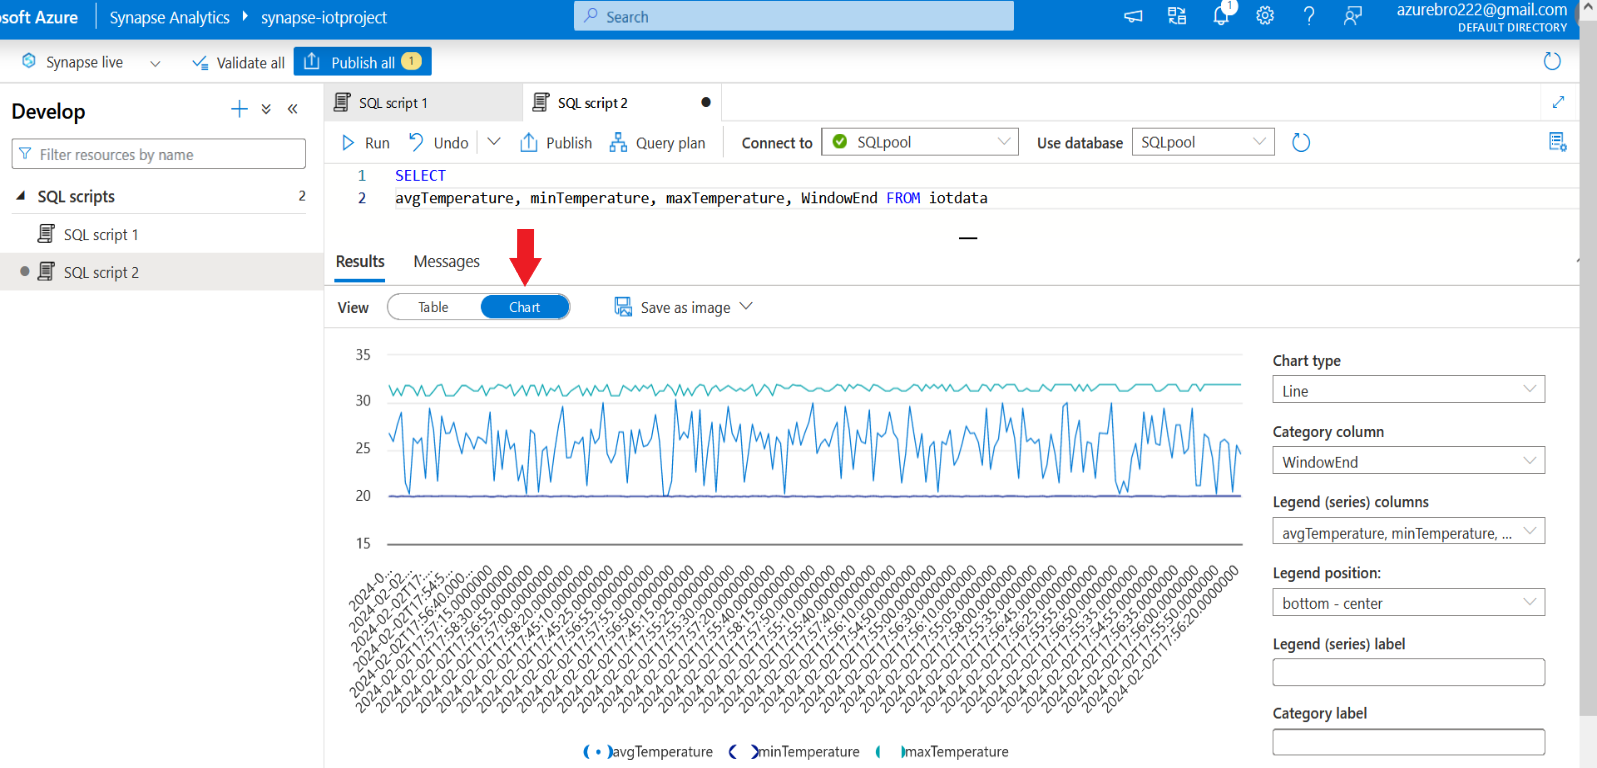 osoft Azure
Synapse Analytics
synapse-iotproject
Search
1
azurebro222@gmail.com
DEFAULT DIRECTORY
Synapse live
Validate all
Publish all 1
Develop
Filter resources by name
SQL scripts 2
SQL script 1
SQL script 2
SQL script 1
SQL script 2
Run
Undo
Publish
Query plan
Connect to
SQLpool
Use database
SQLpool
1 SELECT
2 avgTemperature, minTemperature, maxTemperature, WindowEnd FROM iotdata
Results
Messages
View
Table
Chart
Save as image
35
30
25
20
15
2024-0...
2024-02-02...
2024-02-02T17-...
2024-02-02T17:54:5...
2024-02-02T17:56:40.000...
2024-02-02T17:57:15.0000000
2024-02-02T17:58:30.0000000
2024-02-02T17:56:55.0000000
2024-02-02T17:57:00.0000000
2024-02-02T17:58:20.0000000
2024-02-02T17:45:10.0000000
2024-02-02T17:45:25.0000000
2024-02-02T17:56:55.0000000
2024-02-02T17:57:55.0000000
2024-02-02T17:56:50.0000000
2024-02-02T17:45:15.0000000
2024-02-02T17:55:25.0000000
2024-02-02T17:55:30.0000000
2024-02-02T17:57:20.0000000
2024-02-02T17:55:40.0000000
2024-02-02T17:58:15.0000000
2024-02-02T17:57:50.0000000
2024-02-02T17:55:10.0000000
2024-02-02T17:55:40.0000000
2024-02-02T17:57:40.0000000
2024-02-02T17:56:10.0000000
2024-02-02T17:54:50.0000000
2024-02-02T17:55:00.0000000
2024-02-02T17:56:30.0000000
2024-02-02T17:56:10.0000000
2024-02-02T17:55:05.0000000
2024-02-02T17:58:00.0000000
2024-02-02T17:55:35.0000000
2024-02-02T17:56:45.0000000
2024-02-02T17:56:25.0000000
2024-02-02T17:55:55.0000000
2024-02-02T17:56:50.0000000
2024-02-02T17:55:35.0000000
2024-02-02T17:54:55.0000000
2024-02-02T17:56:35.0000000
2024-02-02T17:56:00.0000000
2024-02-02T17:55:50.0000000
2024-02-02T17:56:20.0000000
avgTemperature
minTemperature
maxTemperature
Chart type
Line
Category column
WindowEnd
Legend (series) columns
avgTemperature, minTemperature, ...
Legend position:
bottom - center
Legend (series) label
Category label